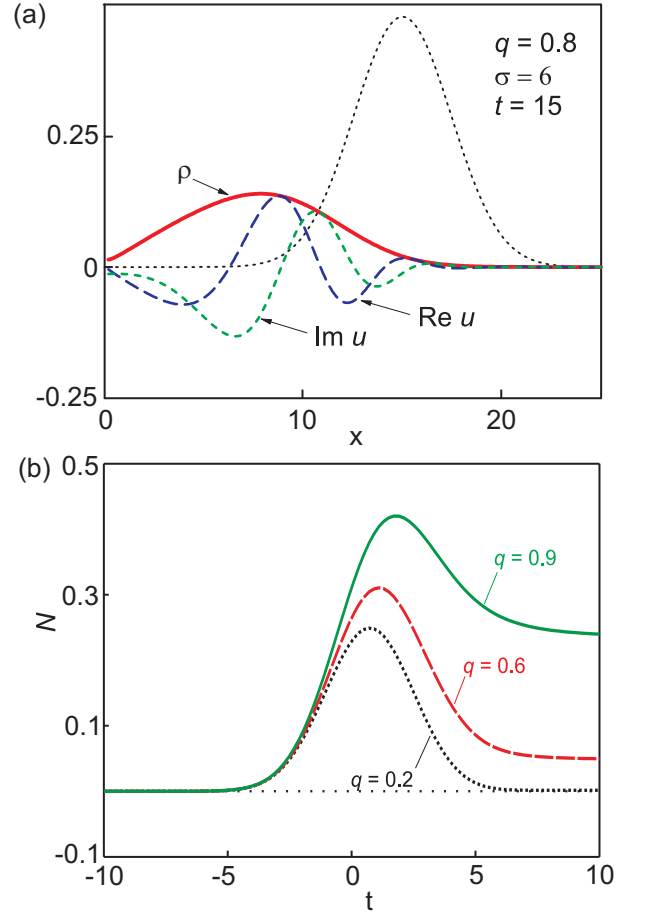 (a)
q = 0.8
σ = 6
t = 15
0.25
ρ
0
Re u
Im u
-0.25
0 10 20
x
(b)
0.5
q = 0.9
0.3
N
q = 0.6
0.1
q = 0.2
-0.1
-10 -5 0 5 10
t